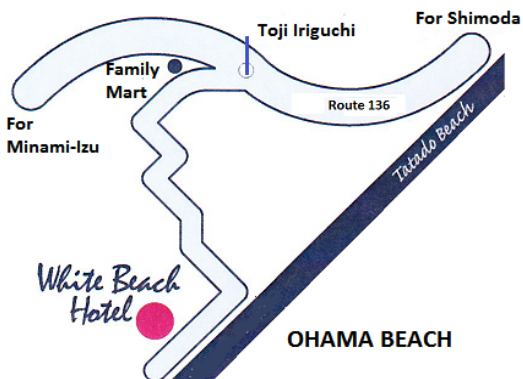 For Shimoda
Toji Iriguchi
Family
Mart
Route 136
For
Minami-Izu
Tatado Beach
White Beach
Hotel
OHAMA BEACH